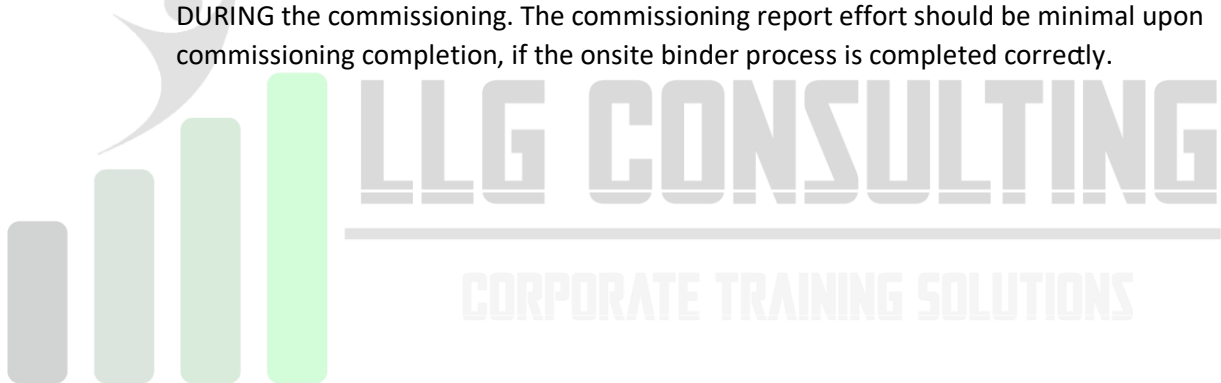 DURING the commissioning. The commissioning report effort should be minimal upon
commissioning completion, if the onsite binder process is completed correctly.
LLG CONSULTING
CORPORATE TRAINING SOLUTIONS